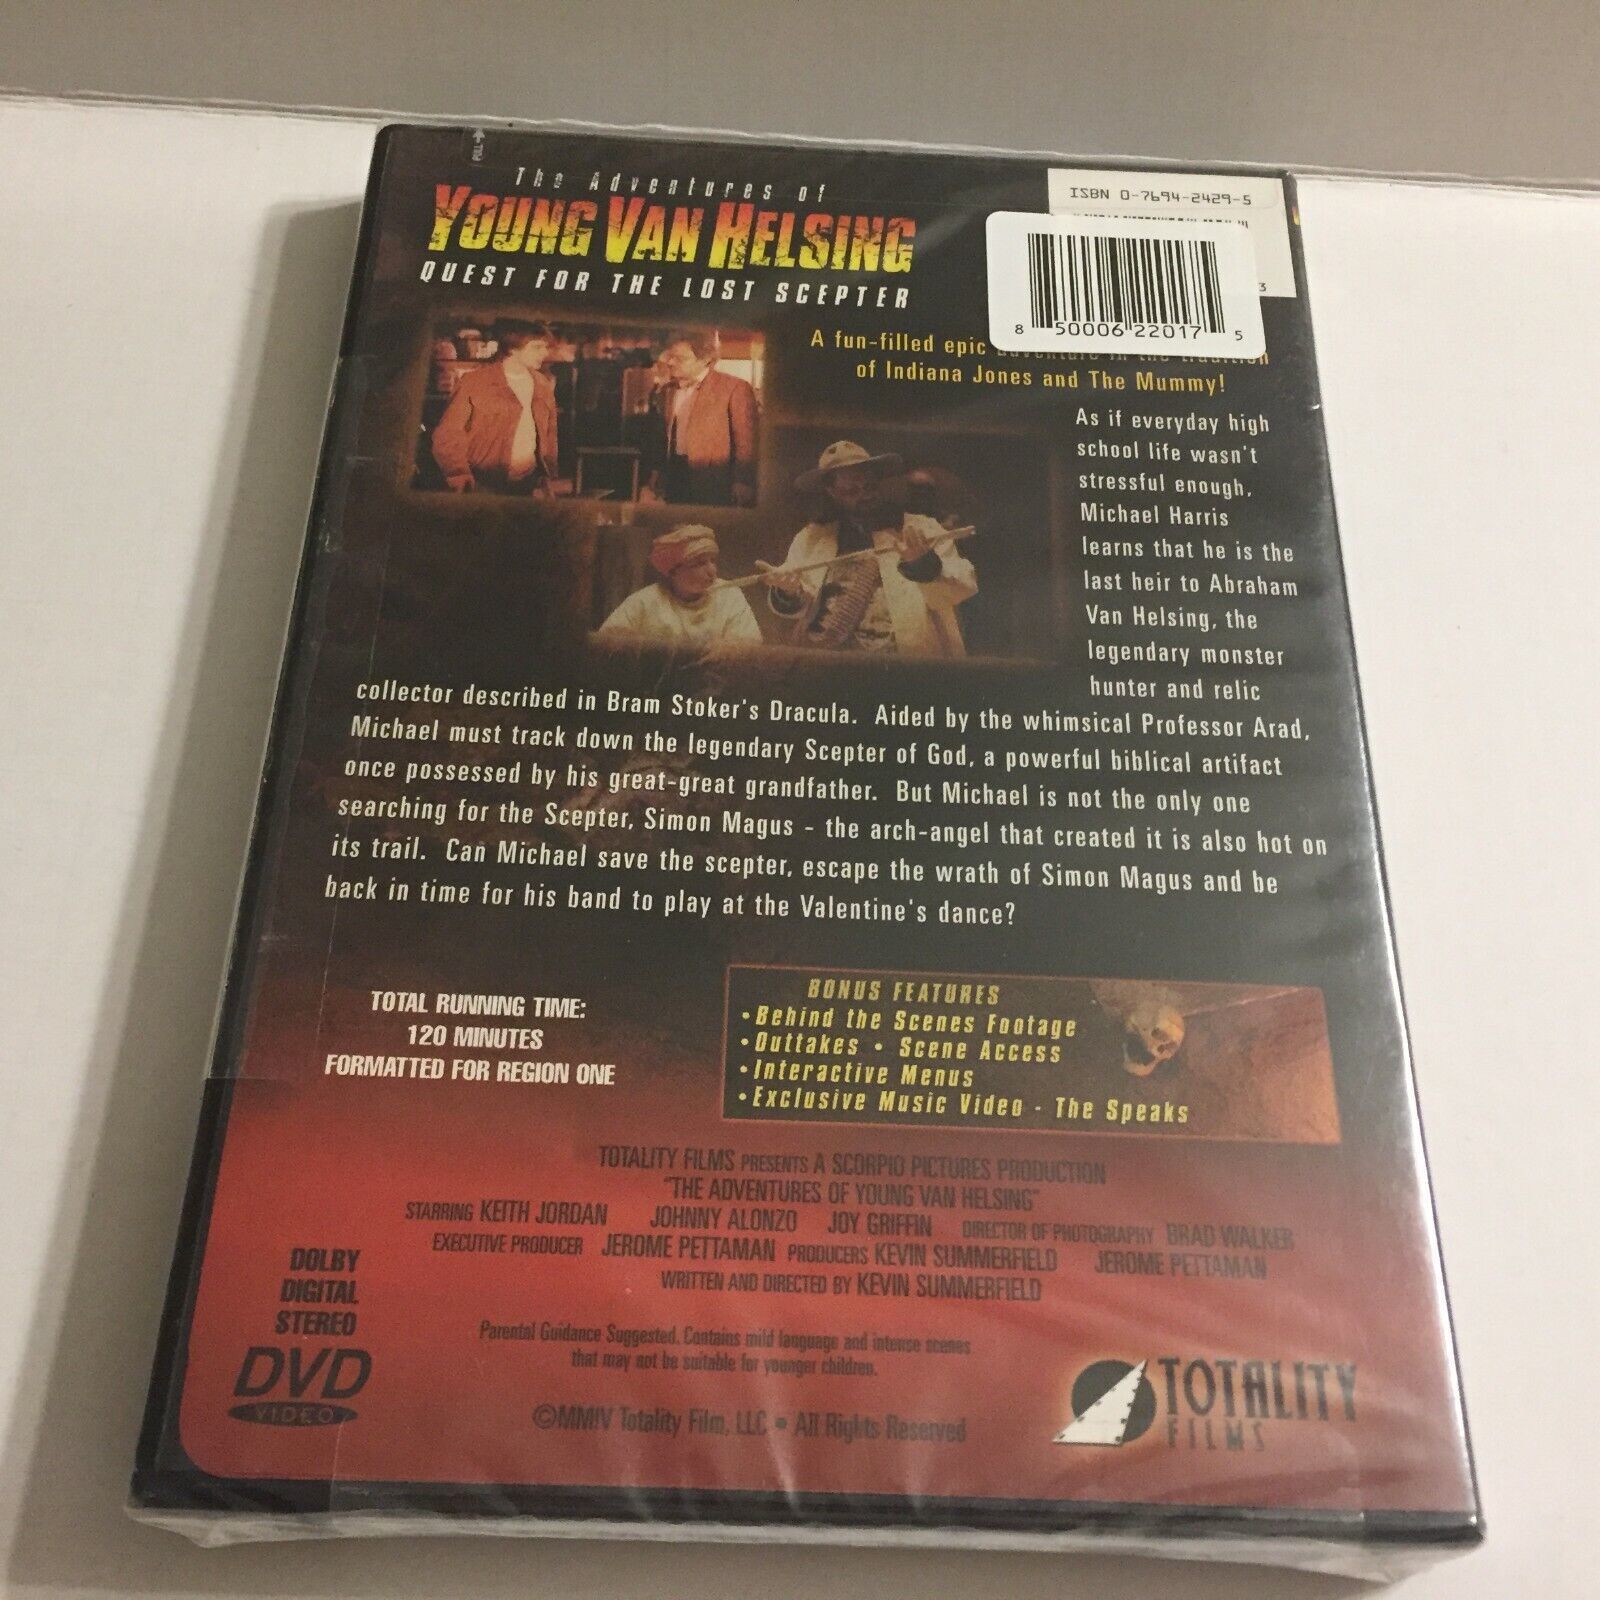 PULL
The Adventures of
YOUNG VAN HELSING
QUEST FOR THE LOST SCEPTER
ISBN 0-7694-2429-5
3
8 50006 22017 5
A fun-filled epic adventure in the tradition
of Indiana Jones and The Mummy!
As if everyday high
school life wasn't
stressful enough,
Michael Harris
learns that he is the
last heir to Abraham
Van Helsing, the
legendary monster
hunter and relic
collector described in Bram Stoker's Dracula. Aided by the whimsical Professor Arad,
Michael must track down the legendary Scepter of God, a powerful biblical artifact
once possessed by his great-great grandfather. But Michael is not the only one
searching for the Scepter, Simon Magus - the arch-angel that created it is also hot on
its trail. Can Michael save the scepter, escape the wrath of Simon Magus and be
back in time for his band to play at the Valentine's dance?
TOTAL RUNNING TIME:
120 MINUTES
FORMATTED FOR REGION ONE
BONUS FEATURES
• Behind the Scenes Footage
• Outtakes • Scene Access
• Interactive Menus
• Exclusive Music Video - The Speaks
TOTALITY FILMS PRESENTS A SCORPIO PICTURES PRODUCTION
"THE ADVENTURES OF YOUNG VAN HELSING"
STARRING KEITH JORDAN JOHNNY ALONZO JOY GRIFFIN DIRECTOR OF PHOTOGRAPHY BRAD WALKER
EXECUTIVE PRODUCER JEROME PETTAMAN PRODUCERS KEVIN SUMMERFIELD JEROME PETTAMAN
WRITTEN AND DIRECTED BY KEVIN SUMMERFIELD
DOLBY
DIGITAL
STEREO
DVD
VIDEO
Parental Guidance Suggested. Contains mild language and intense scenes
that may not be suitable for younger children.
©MMIV Totality Film, LLC • All Rights Reserved
TOTALITY
FILMS